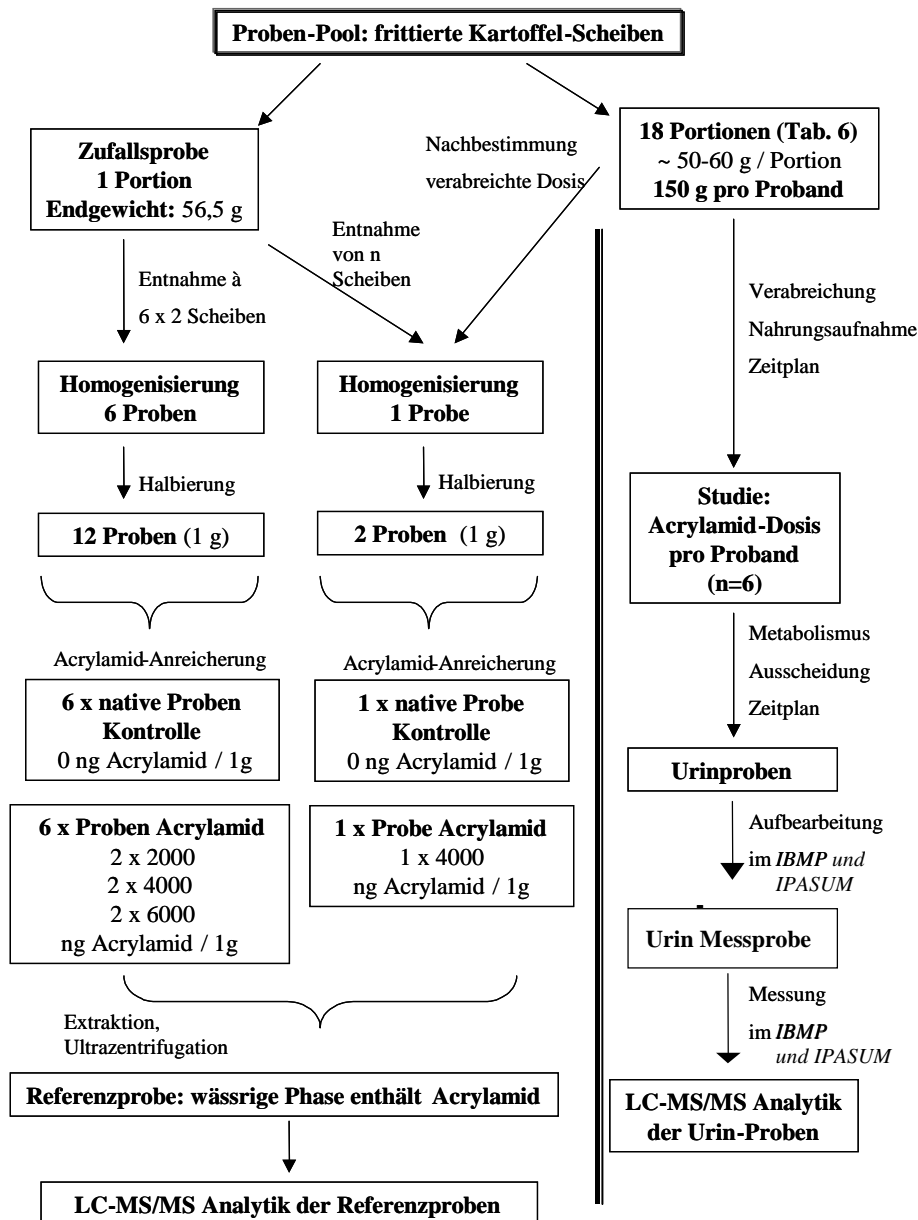 Proben-Pool: frittierte Kartoffel-Scheiben
Zufallsprobe
1 Portion
Endgewicht: 56,5 g
Nachbestimmung
verabreichte Dosis
18 Portionen (Tab. 6)
~ 50-60 g / Portion
150 g pro Proband
Entnahme à
6 x 2 Scheiben
Entnahme
von n
Scheiben
Verabreichung
Nahrungsaufnahme
Zeitplan
Homogenisierung
6 Proben
Homogenisierung
1 Probe
Halbierung
Halbierung
12 Proben (1 g)
2 Proben (1 g)
Studie:
Acrylamid-Dosis
pro Proband
(n=6)
Acrylamid-Anreicherung
Acrylamid-Anreicherung
Metabolismus
Ausscheidung
Zeitplan
6 x native Proben
Kontrolle
0 ng Acrylamid / 1g
1 x native Probe
Kontrolle
0 ng Acrylamid / 1g
Urinproben
6 x Proben Acrylamid
2 x 2000
2 x 4000
2 x 6000
ng Acrylamid / 1g
1 x Probe Acrylamid
1 x 4000
ng Acrylamid / 1g
Aufbearbeitung
im IBMP und
IPASUM
Urin Messprobe
Extraktion,
Ultrazentrifugation
Messung
im IBMP
und IPASUM
Referenzprobe: wässrige Phase enthält Acrylamid
LC-MS/MS Analytik
der Urin-Proben
LC-MS/MS Analytik der Referenzproben